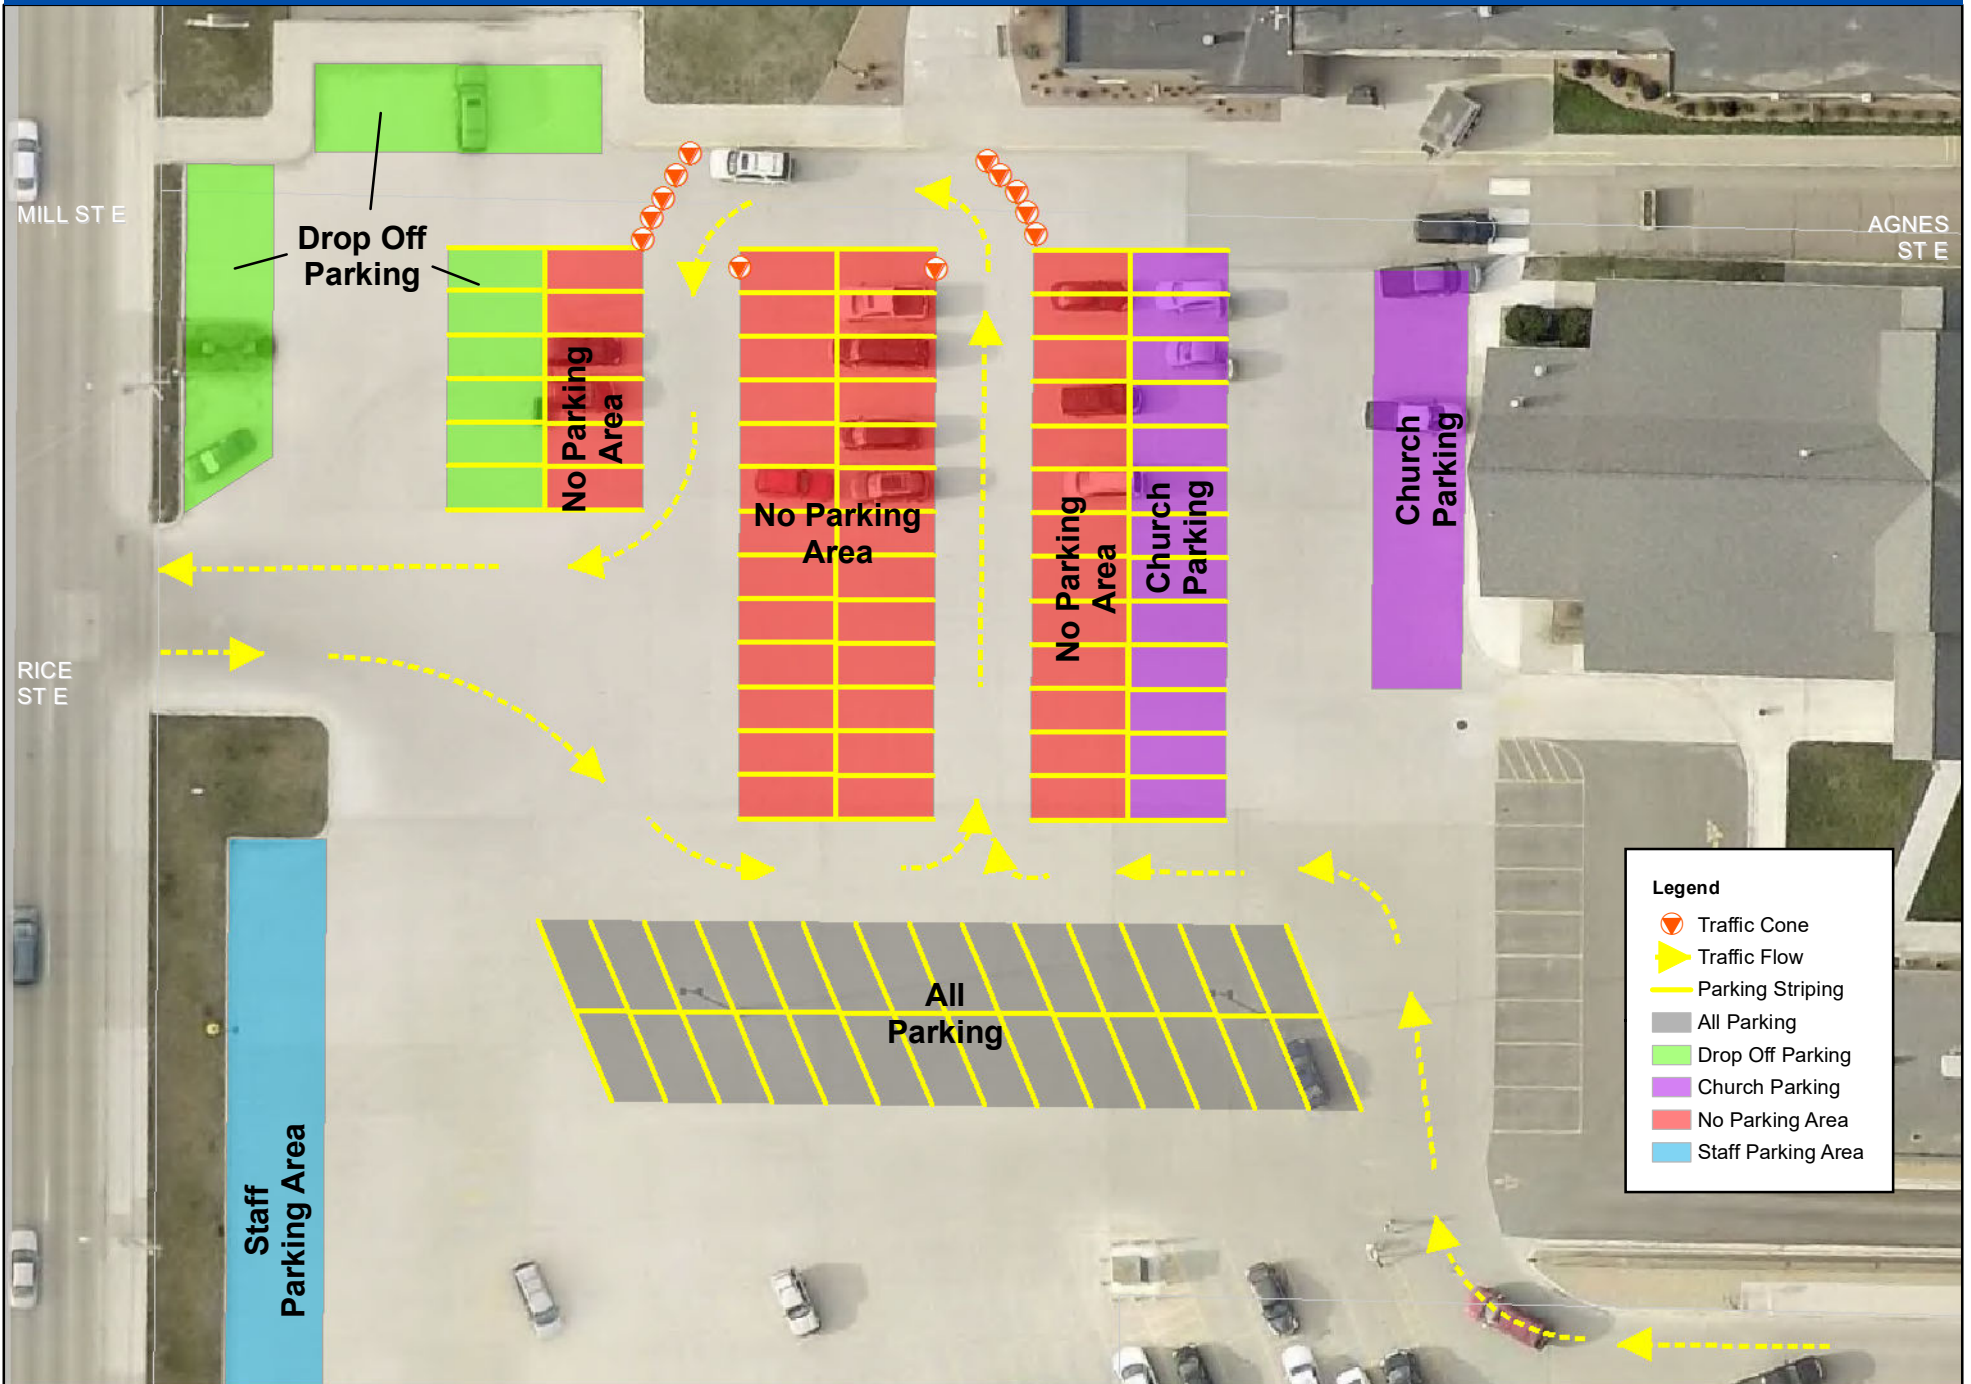 MILL ST E
AGNES
ST E
Drop Off
Parking
No Parking
Area
No Parking
Area
No Parking
Area
Church
Parking
Church
Parking
RICE
ST E
All
Parking
Staff
Parking Area
Legend
Traffic Cone
Traffic Flow
Parking Striping
All Parking
Drop Off Parking
Church Parking
No Parking Area
Staff Parking Area